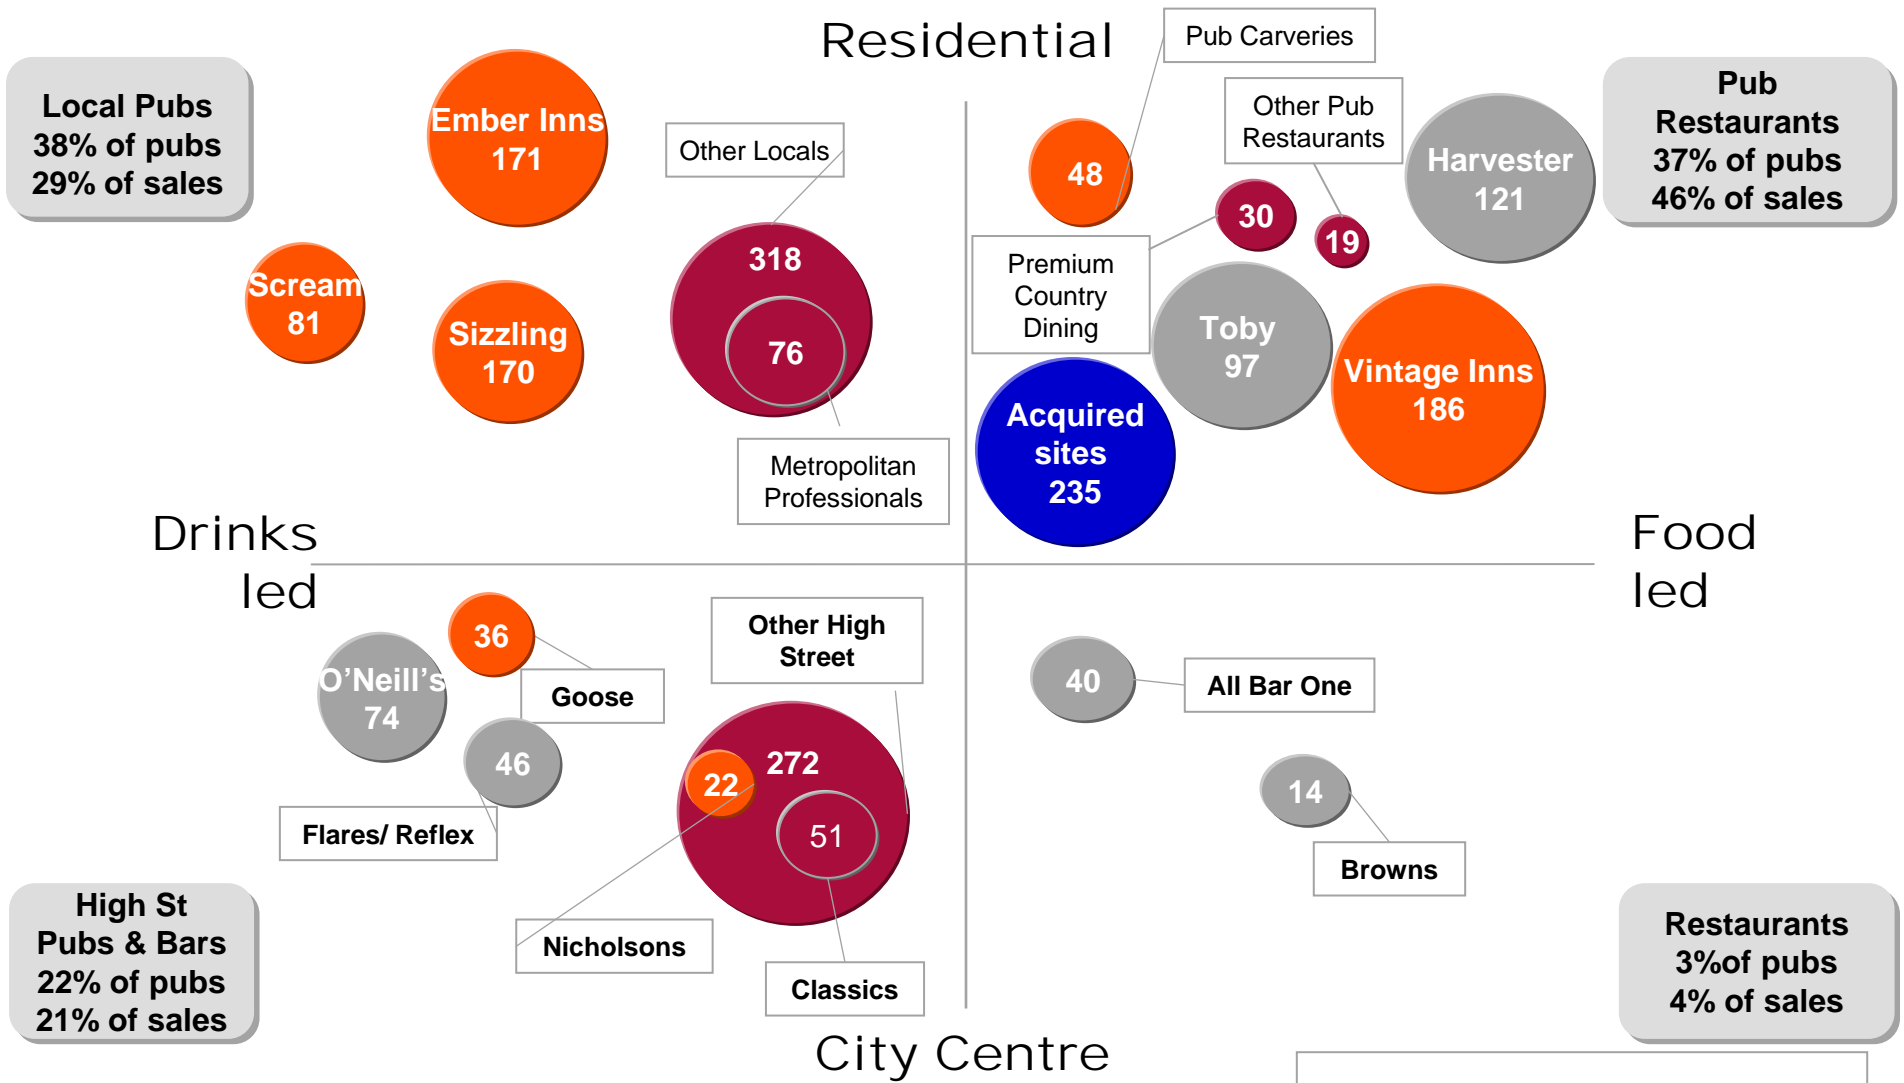 Residential
Pub Carveries
Local Pubs
38% of pubs
29% of sales
Ember Inns
171
Other Locals
Scream
81
Sizzling
170
318
76
Metropolitan
Professionals
48
Other Pub
Restaurants
30
19
Premium
Country
Dining
Harvester
121
Pub
Restaurants
37% of pubs
46% of sales
Toby
97
Vintage Inns
186
Acquired
sites
235
Drinks
led
Food
led
36
Goose
O’Neill’s
74
46
Flares/ Reflex
Other High
Street
272
22
51
Nicholsons
Classics
40
All Bar One
14
Browns
High St
Pubs & Bars
22% of pubs
21% of sales
Restaurants
3%of pubs
4% of sales
City Centre